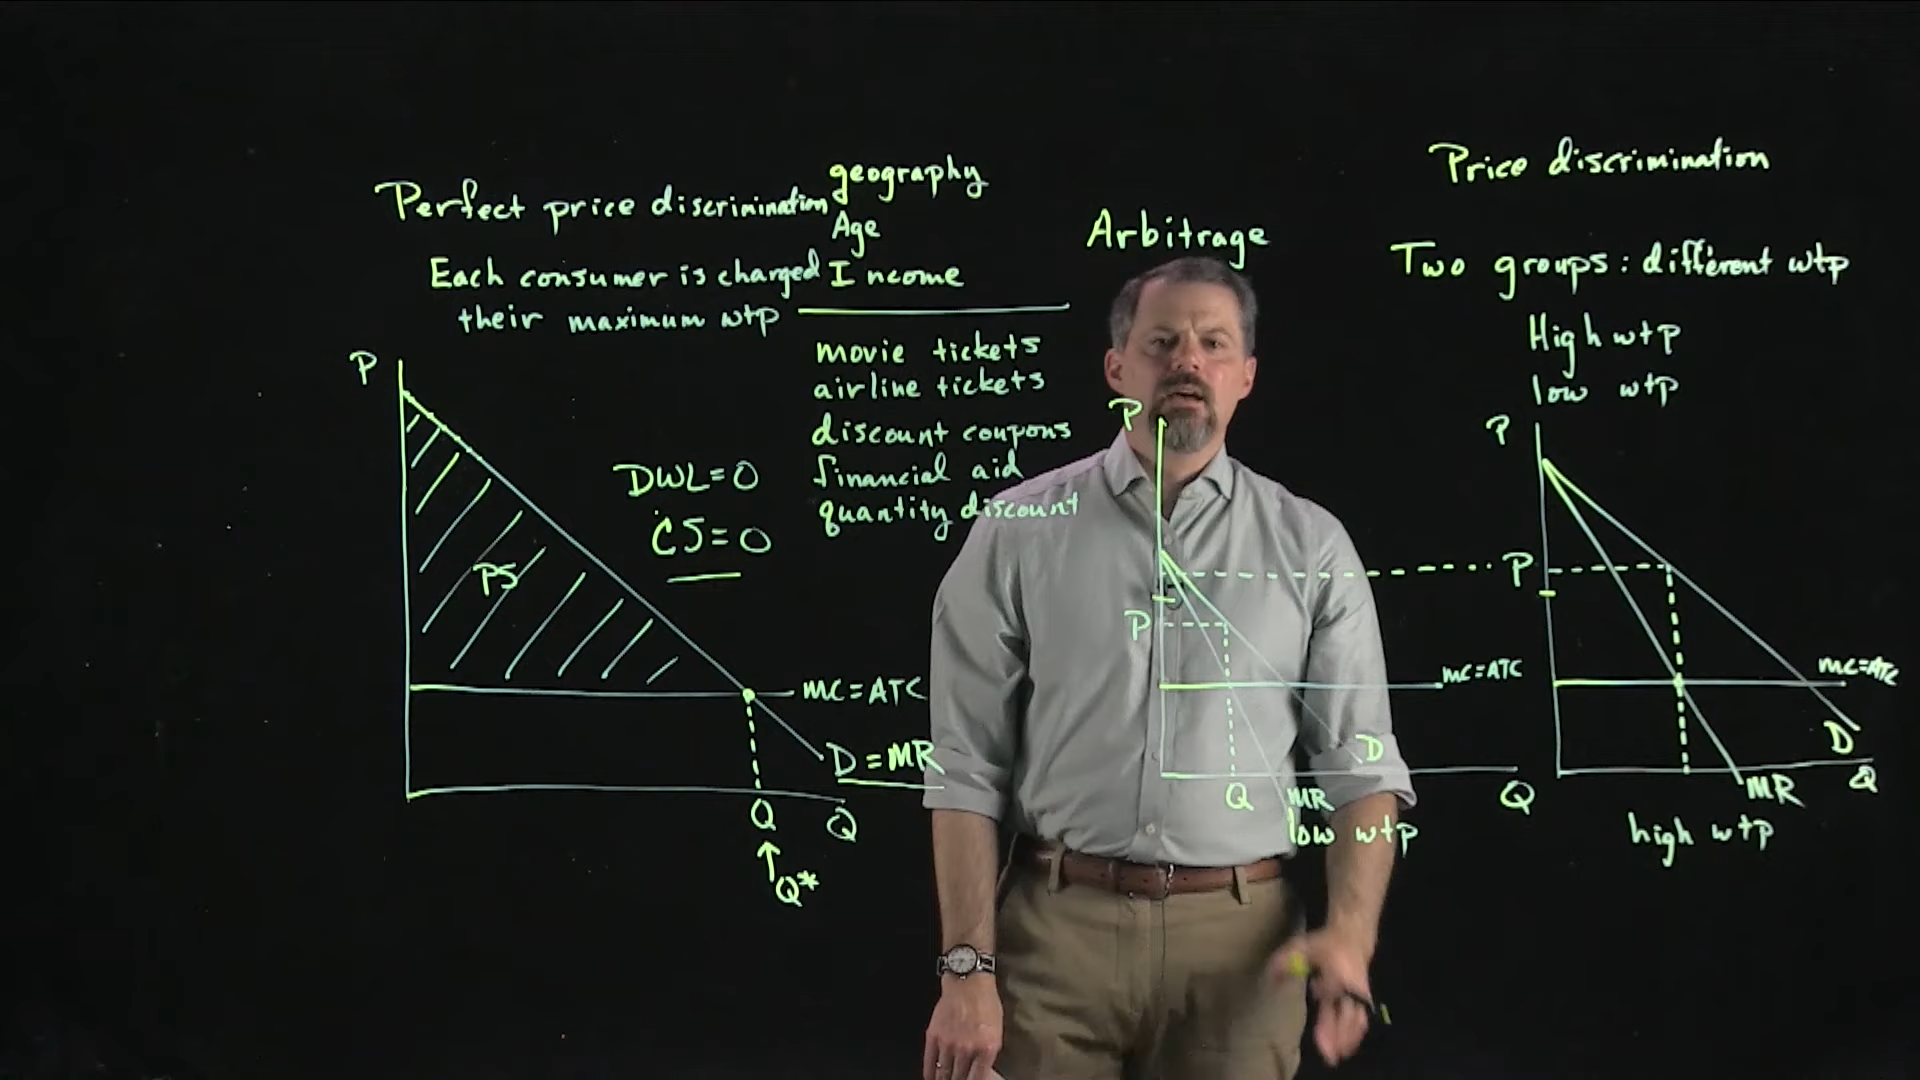 Perfect price discrimination
Each consumer is charged
their maximum wtp
P
PS
DWL=0
CS=0
MC=ATC
D=MR
Q
Q
Q*
geography
Age
Income
movie tickets
airline tickets
discount coupons
financial aid
quantity discount
Arbitrage
P
P
MC=ATC
D
Q
MR
Q
low wtp
Price discrimination
Two groups: different wtp
High wtp
low wtp
P
P
MC=ATC
D
Q
MR
high wtp